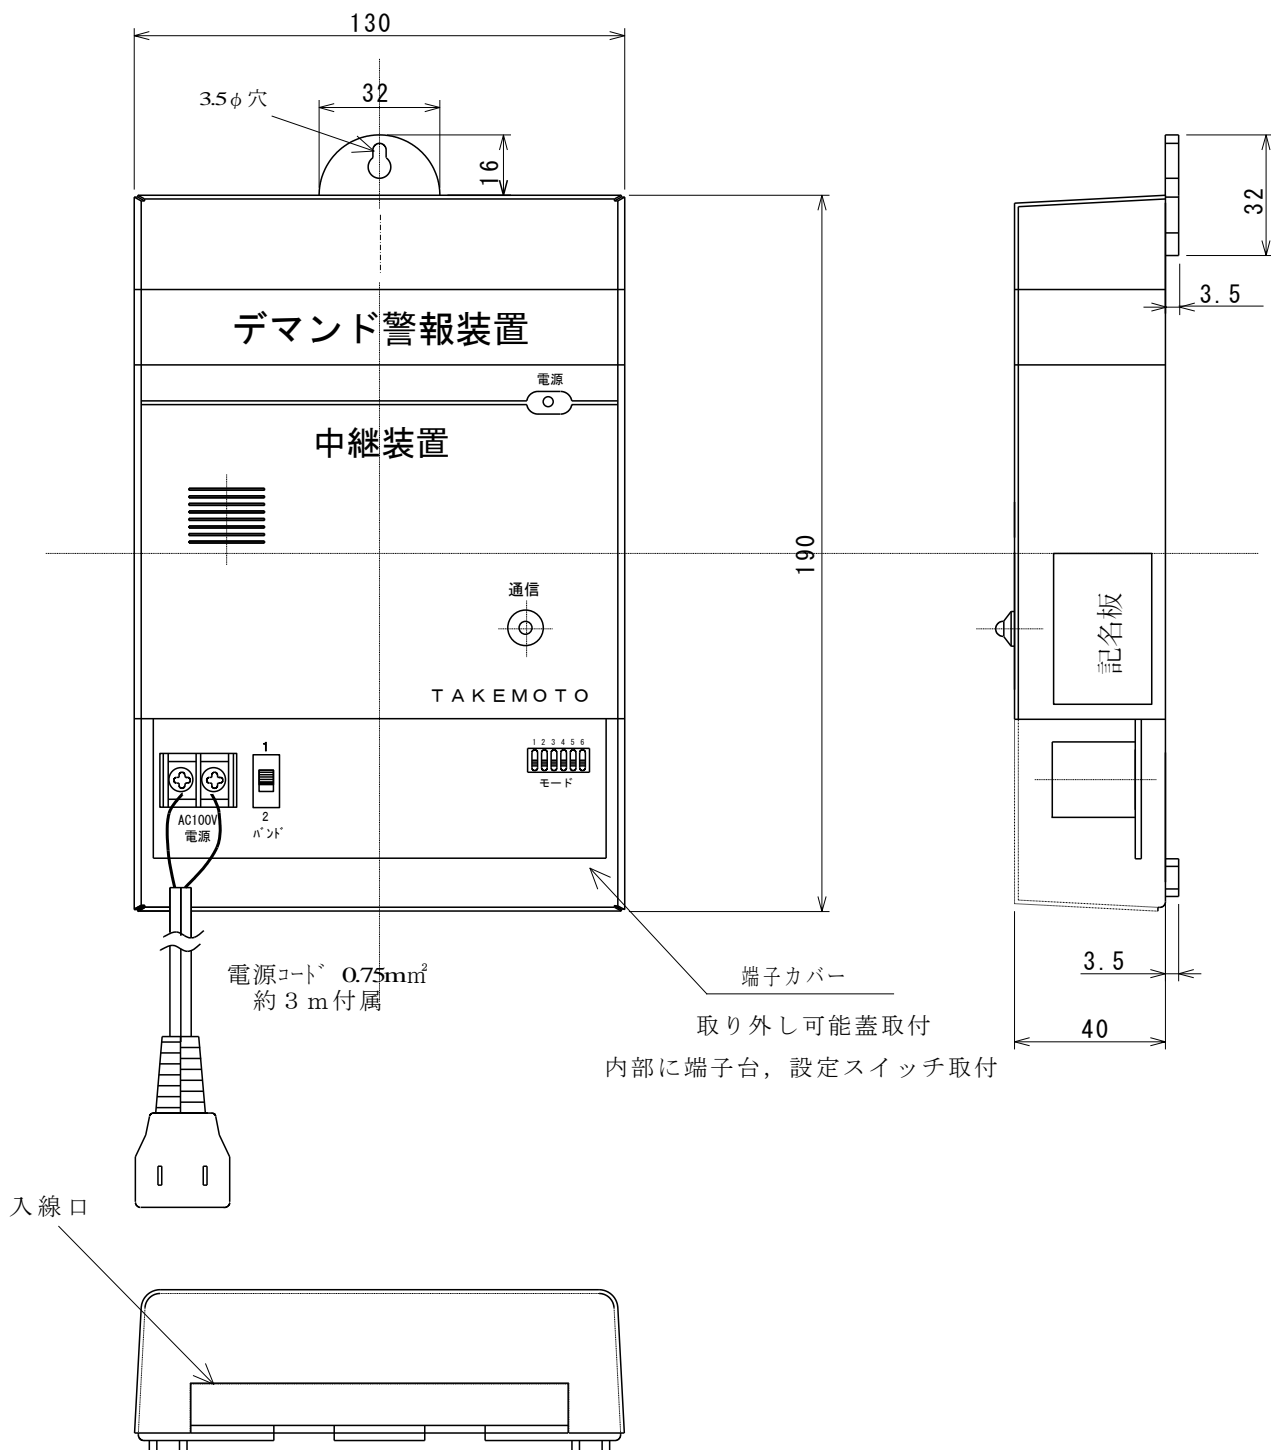 130
32
3.5φ穴
16
32
3.5
デマンド警報装置
電源
中継装置
190
通信
記名板
TAKEMOTO
1
1 2 3 4 5 6
モード
AC100V
電源
2
バンド
電源コード 0.75m㎡
約3m付属
端子カバー
取り外し可能蓋取付
内部に端子台，設定スイッチ取付
3.5
40
入線口